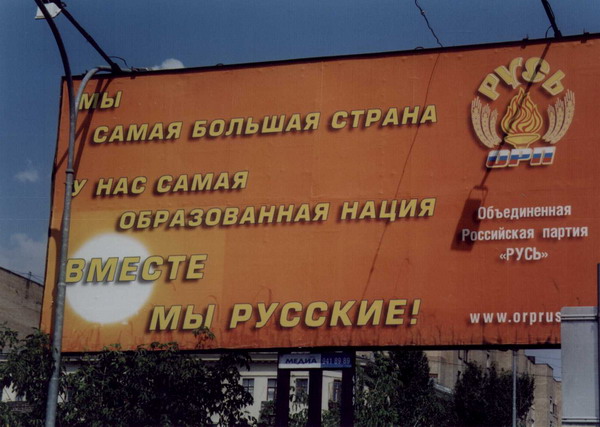 МЫ
САМАЯ БОЛЬШАЯ СТРАНА
У НАС САМАЯ
ОБРАЗОВАННАЯ НАЦИЯ
ВМЕСТЕ
МЫ РУССКИЕ!
РУСЬ
ОРП
Объединенная
Российская партия
«РУСЬ»
www.orprus
МЕДИА